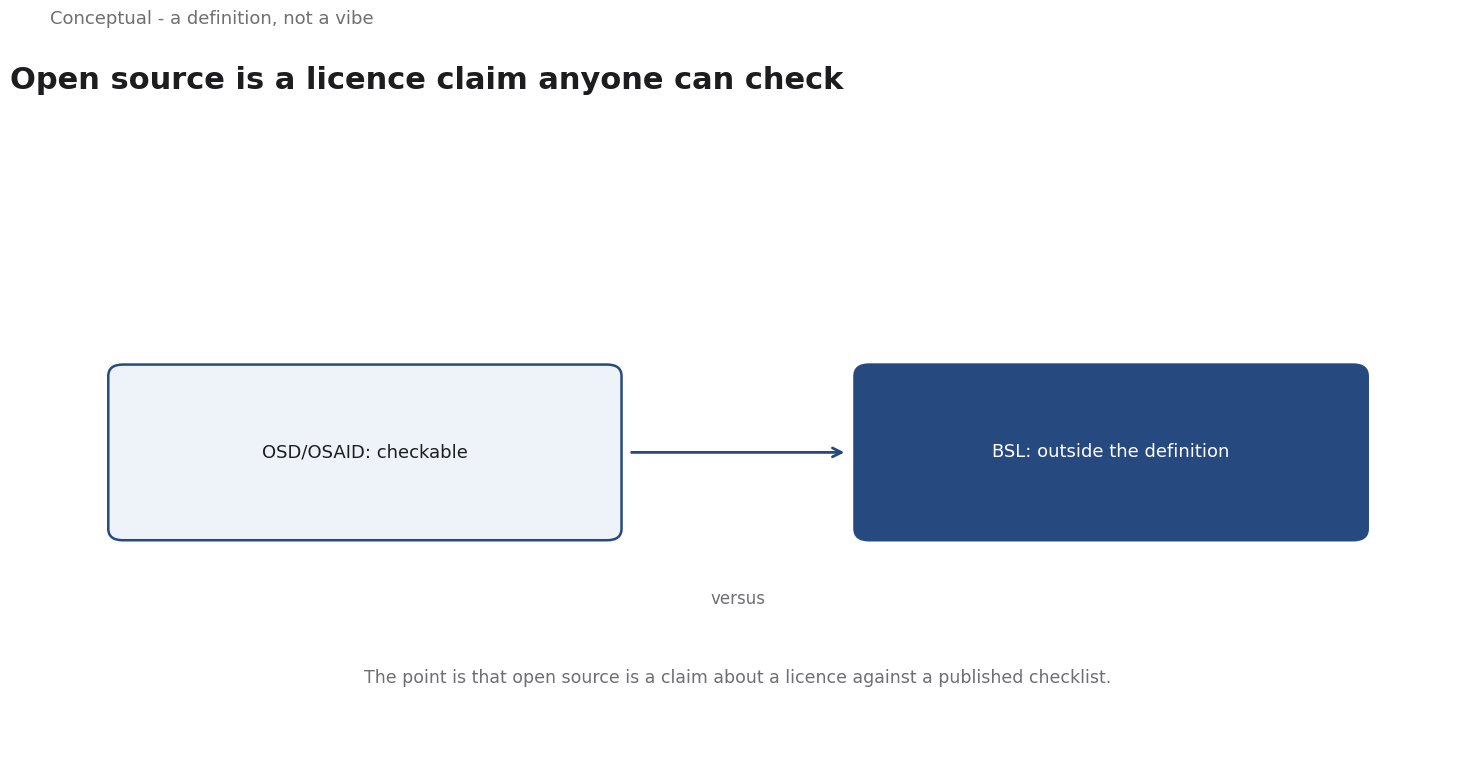 Conceptual - a definition, not a vibe
Open source is a licence claim anyone can check
OSD/OSAID: checkable
BSL: outside the definition
versus
The point is that open source is a claim about a licence against a published checklist.